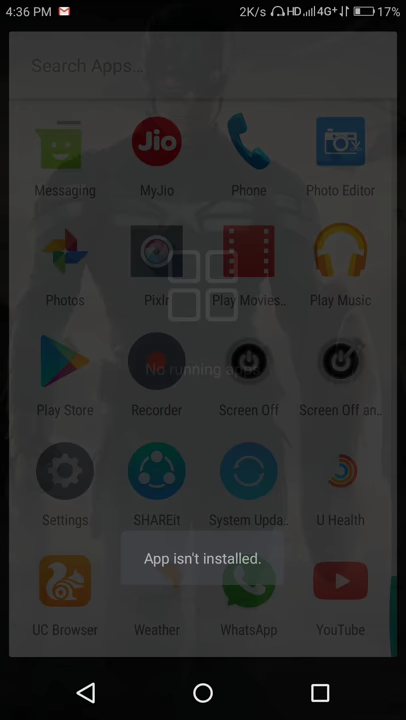 4:36 PM 2K/s HD 4G+ 17%
Search Apps...
Messaging MyJio Phone Photo Editor
Jio
Photos Pixlr Play Movies.. Play Music
No running apps
Play Store Recorder Screen Off Screen Off an..
Settings SHAREit System Upda.. U Health
App isn't installed.
UC Browser Weather WhatsApp YouTube